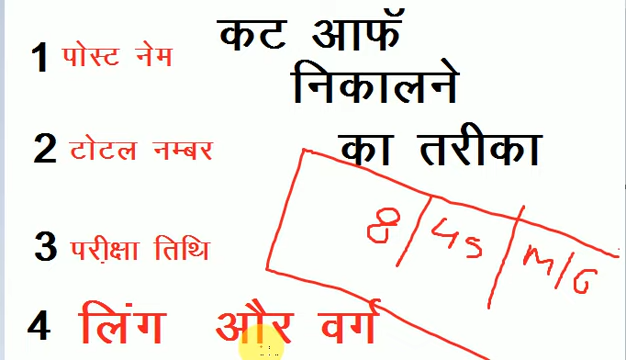 कट आफॅ
1 पोस्ट नेम
निकालने
2 टोटल नम्बर
का तरीका
8 / 45 / M/G
3 परीक्षा तिथि
4 लिंग और वर्ग